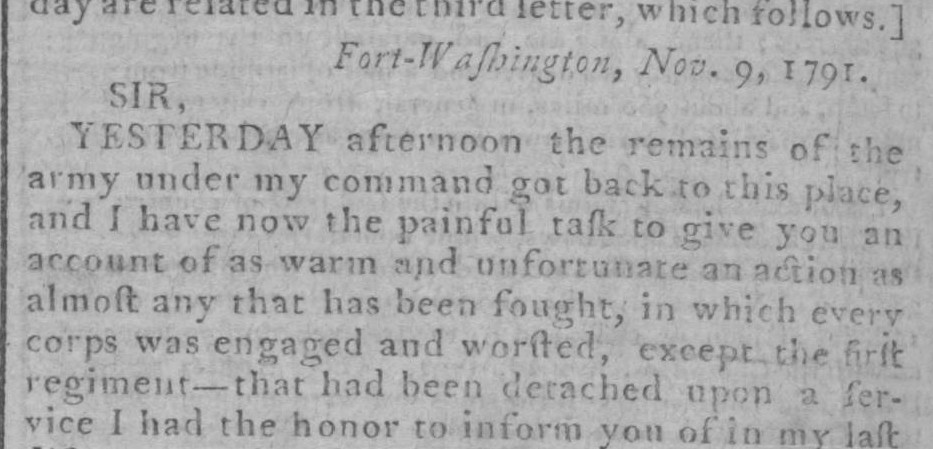 day are related in the third letter, which follows.]
Fort-Waſhington, Nov. 9, 1791.
SIR,
YESTERDAY afternoon the remains of the
army under my command got back to this place,
and I have now the painful taſk to give you an
account of as warm and unfortunate an action as
almoſt any that has been fought, in which every
corps was engaged and worſted, except the firſt
regiment—that had been detached upon a ſer-
vice I had the honor to inform you of in my laſt